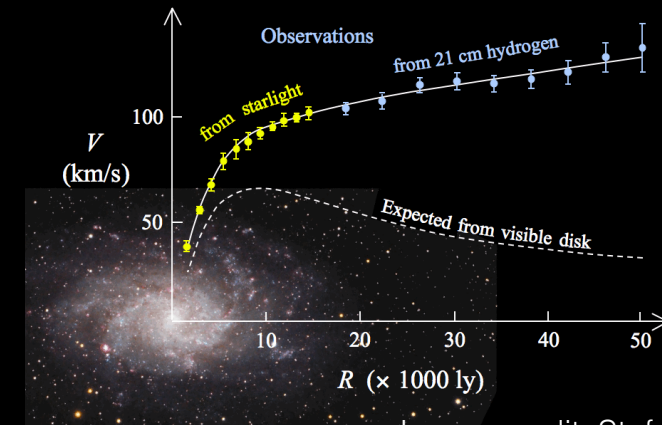 Observations
from 21 cm hydrogen
from starlight
100
V
(km/s)
50
Expected from visible disk
10
20
30
40
50
R (× 1000 ly)